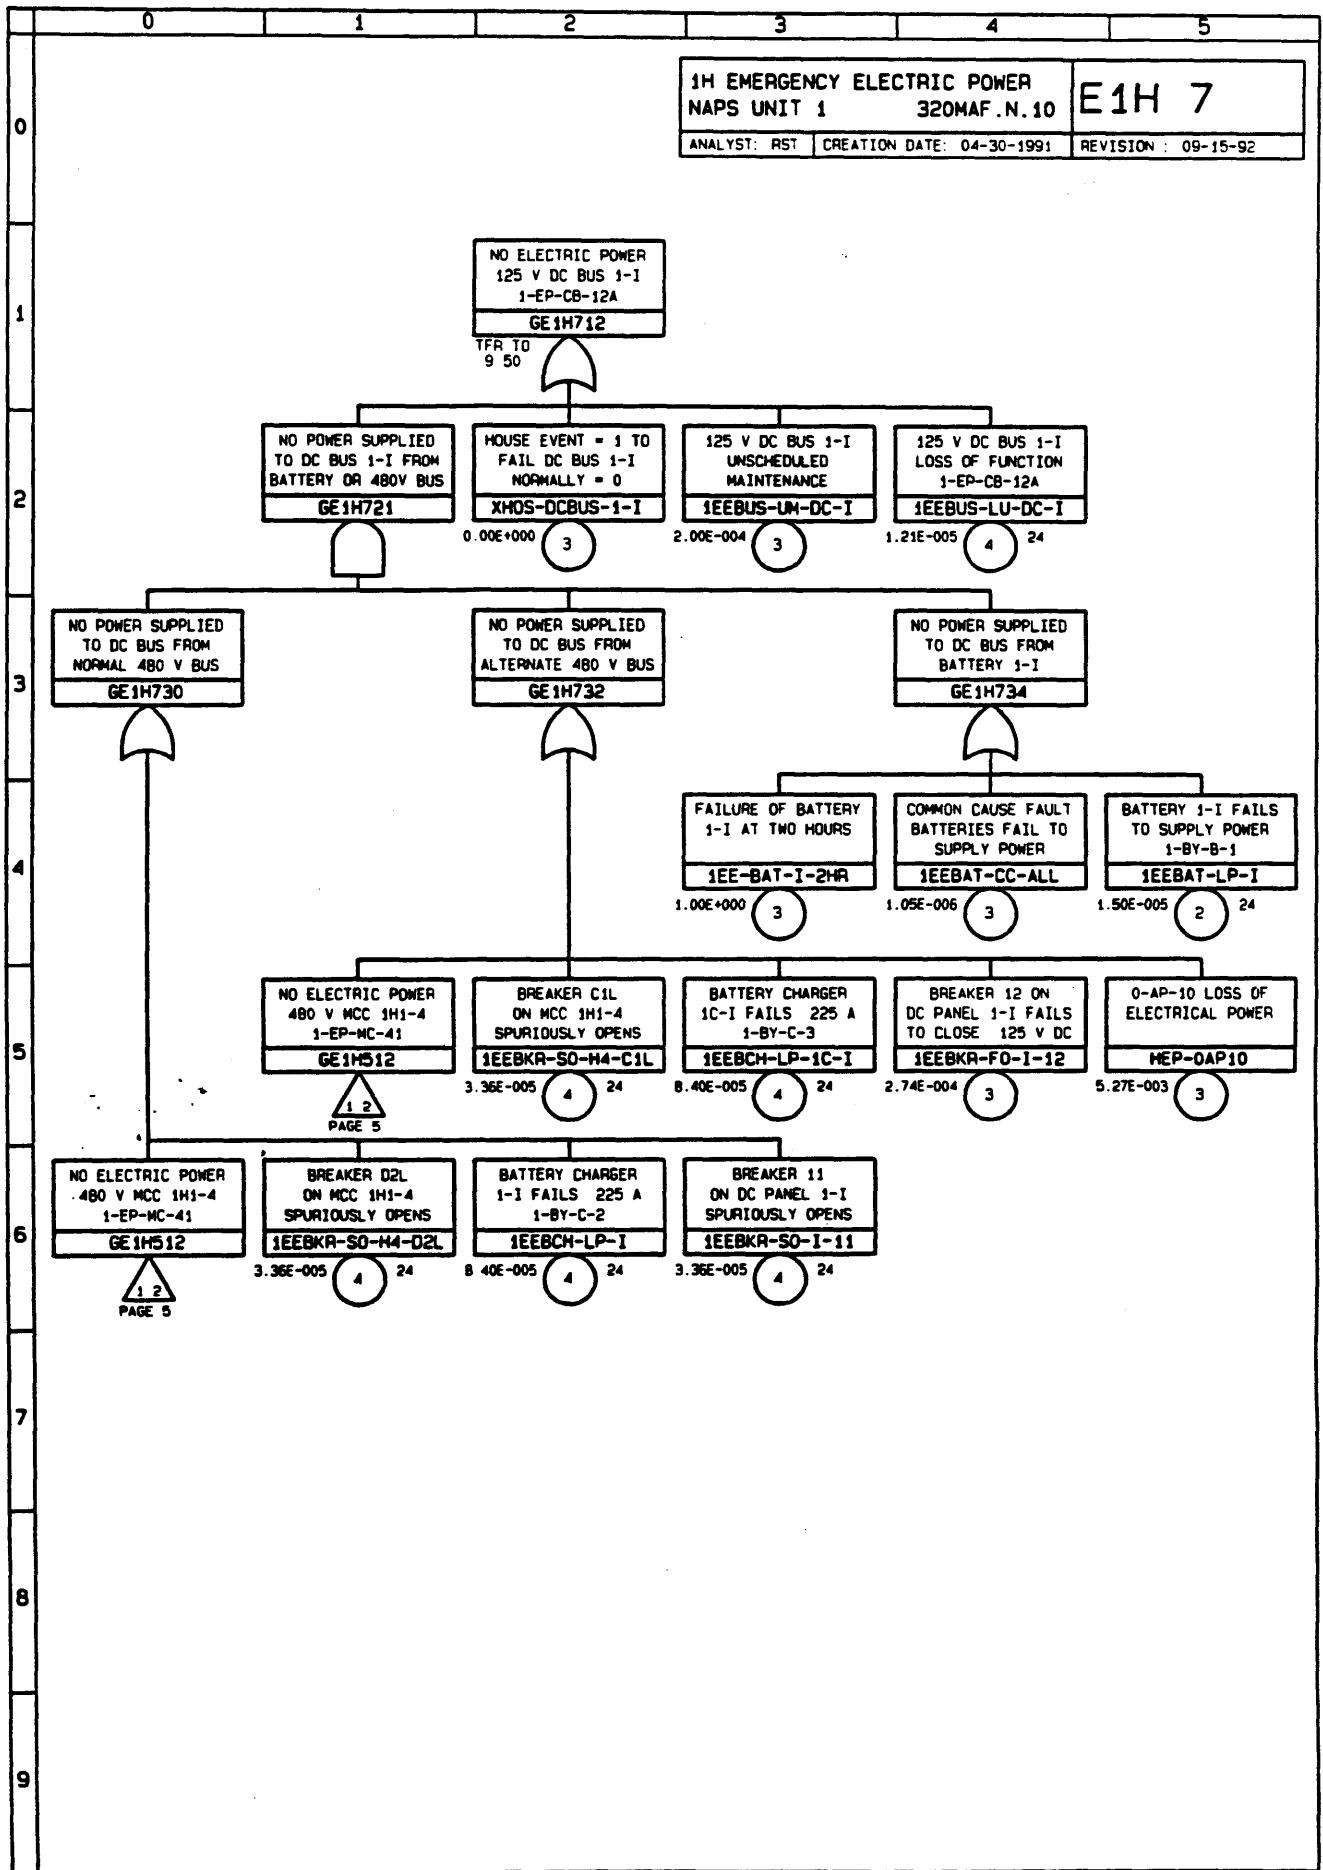 0 1 2 3 4 5
1H EMERGENCY ELECTRIC POWER
NAPS UNIT 1 320MAF.N.10
E1H 7
ANALYST: RST CREATION DATE: 04-30-1991 REVISION : 09-15-92
0
NO ELECTRIC POWER
125 V DC BUS 1-I
1-EP-CB-12A
GE1H712
TFR TO
9 50
1
NO POWER SUPPLIED
TO DC BUS 1-I FROM
BATTERY OR 480V BUS
GE1H721
HOUSE EVENT = 1 TO
FAIL DC BUS 1-I
NORMALLY = 0
XHOS-DCBUS-1-I
0.00E+000 3
125 V DC BUS 1-I
UNSCHEDULED
MAINTENANCE
1EEBUS-UM-DC-I
2.00E-004 3
125 V DC BUS 1-I
LOSS OF FUNCTION
1-EP-CB-12A
1EEBUS-LU-DC-I
1.21E-005 4 24
2
NO POWER SUPPLIED
TO DC BUS FROM
NORMAL 480 V BUS
GE1H730
NO POWER SUPPLIED
TO DC BUS FROM
ALTERNATE 480 V BUS
GE1H732
NO POWER SUPPLIED
TO DC BUS FROM
BATTERY 1-I
GE1H734
3
FAILURE OF BATTERY
1-I AT TWO HOURS
1EE-BAT-I-2HR
1.00E+000 3
COMMON CAUSE FAULT
BATTERIES FAIL TO
SUPPLY POWER
1EEBAT-CC-ALL
1.05E-006 3
BATTERY 1-I FAILS
TO SUPPLY POWER
1-BY-B-1
1EEBAT-LP-I
1.50E-005 2 24
4
NO ELECTRIC POWER
480 V MCC 1H1-4
1-EP-MC-41
GE1H512
1 2
PAGE 5
BREAKER C1L
ON MCC 1H1-4
SPURIOUSLY OPENS
1EEBKR-SO-H4-C1L
3.36E-005 4 24
BATTERY CHARGER
1C-I FAILS 225 A
1-BY-C-3
1EEBCH-LP-1C-I
8.40E-005 4 24
BREAKER 12 ON
DC PANEL 1-I FAILS
TO CLOSE 125 V DC
1EEBKR-FO-I-12
2.74E-004 3
0-AP-10 LOSS OF
ELECTRICAL POWER
HEP-0AP10
5.27E-003 3
5
NO ELECTRIC POWER
480 V MCC 1H1-4
1-EP-MC-41
GE1H512
1 2
PAGE 5
BREAKER D2L
ON MCC 1H1-4
SPURIOUSLY OPENS
1EEBKR-SO-H4-D2L
3.36E-005 4 24
BATTERY CHARGER
1-I FAILS 225 A
1-BY-C-2
1EEBCH-LP-I
8 40E-005 4 24
BREAKER 11
ON DC PANEL 1-I
SPURIOUSLY OPENS
1EEBKR-SO-I-11
3.36E-005 4 24
6
7
8
9